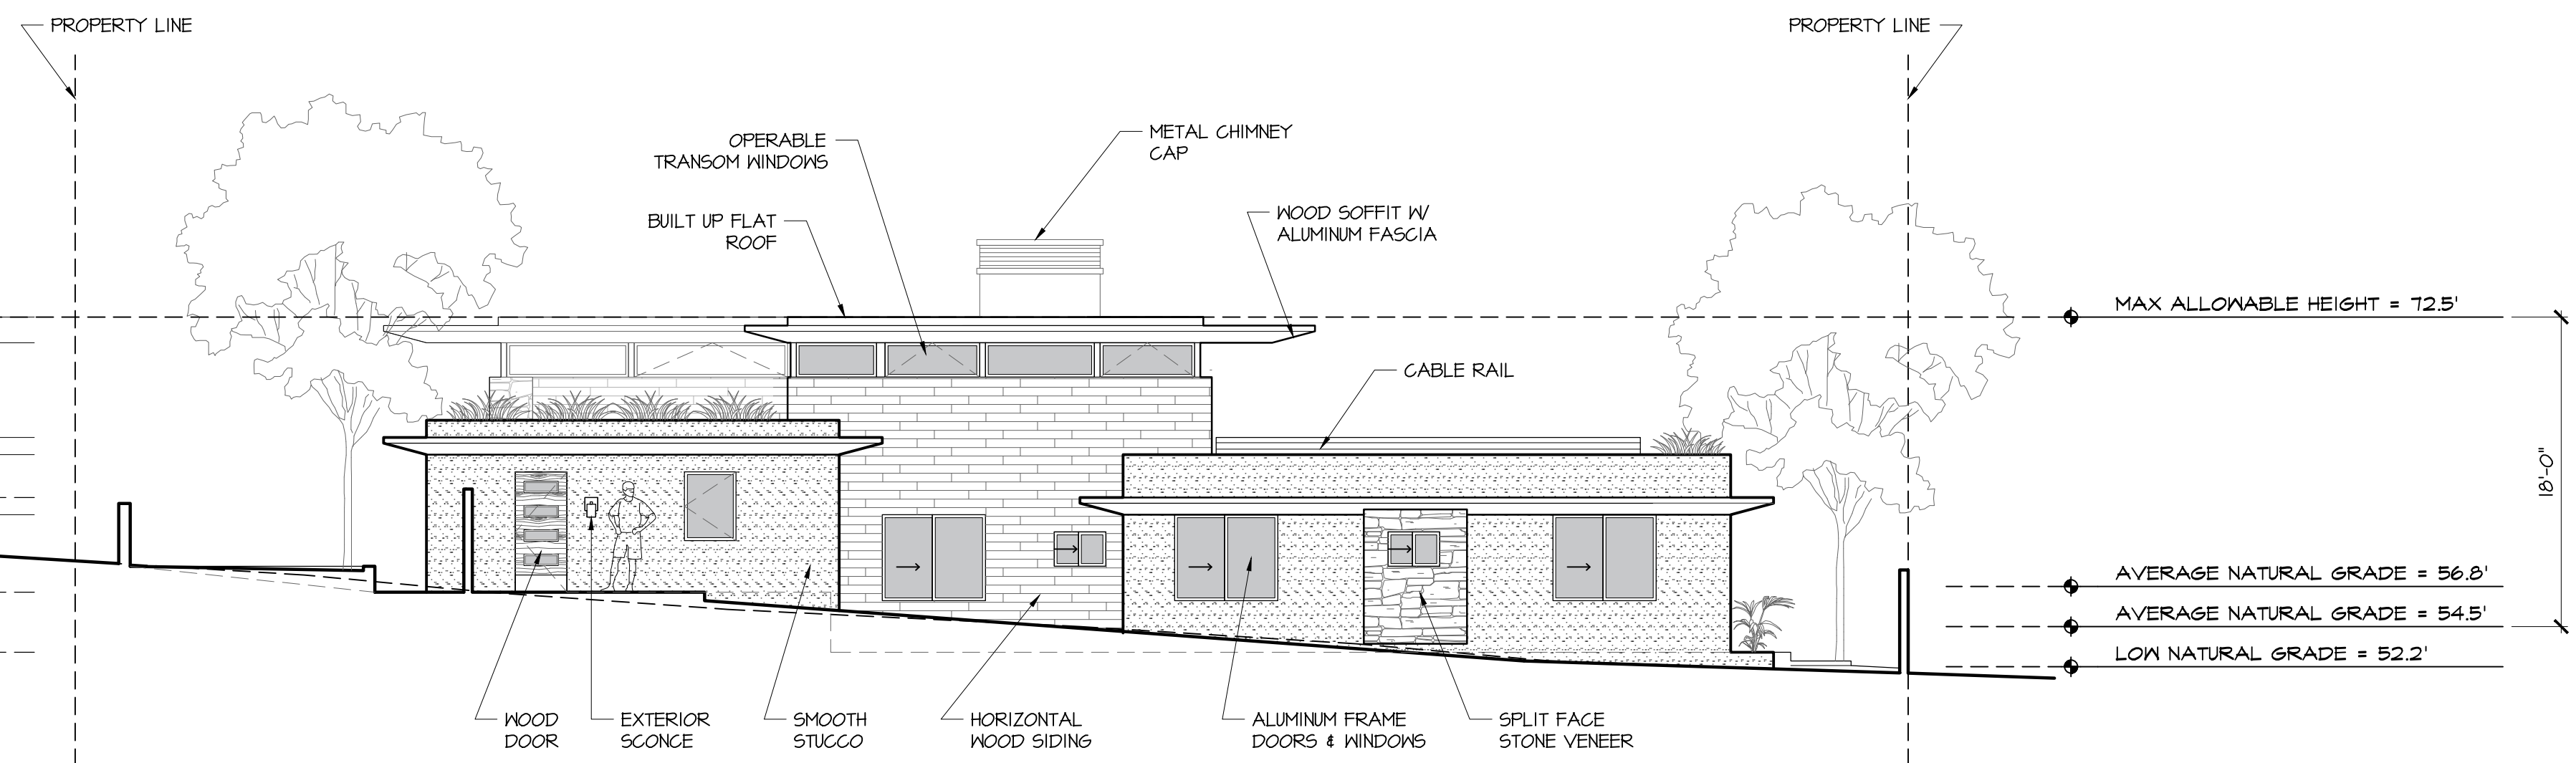 PROPERTY LINE
PROPERTY LINE
OPERABLE
TRANSOM WINDOWS
METAL CHIMNEY
CAP
BUILT UP FLAT
ROOF
WOOD SOFFIT W/
ALUMINUM FASCIA
MAX ALLOWABLE HEIGHT = 72.5'
CABLE RAIL
18'-0"
AVERAGE NATURAL GRADE = 56.8'
AVERAGE NATURAL GRADE = 54.5'
LOW NATURAL GRADE = 52.2'
WOOD
DOOR
EXTERIOR
SCONCE
SMOOTH
STUCCO
HORIZONTAL
WOOD SIDING
ALUMINUM FRAME
DOORS & WINDOWS
SPLIT FACE
STONE VENEER